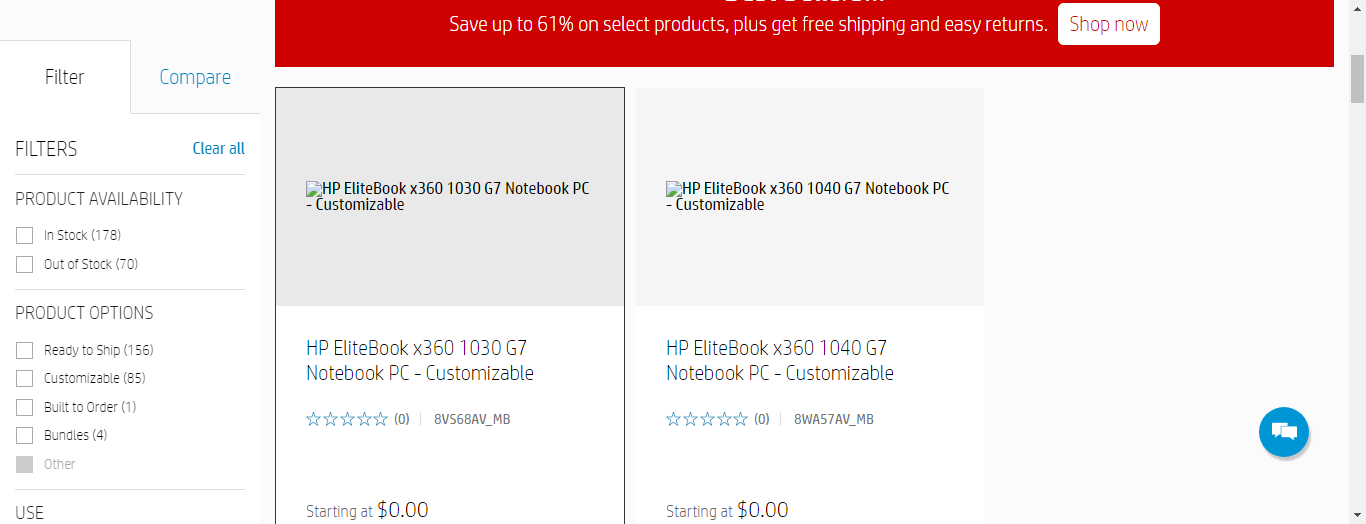 Save up to 61% on select products, plus get free shipping and easy returns. Shop now
Filter Compare
FILTERS Clear all
PRODUCT AVAILABILITY
In Stock (178)
Out of Stock (70)
PRODUCT OPTIONS
Ready to Ship (156)
Customizable (85)
Built to Order (1)
Bundles (4)
Other
USE
HP EliteBook x360 1030 G7 Notebook PC
- Customizable
HP EliteBook x360 1030 G7
Notebook PC - Customizable
(0) 8VS68AV_MB
Starting at $0.00
HP EliteBook x360 1040 G7 Notebook PC
- Customizable
HP EliteBook x360 1040 G7
Notebook PC - Customizable
(0) 8WA57AV_MB
Starting at $0.00